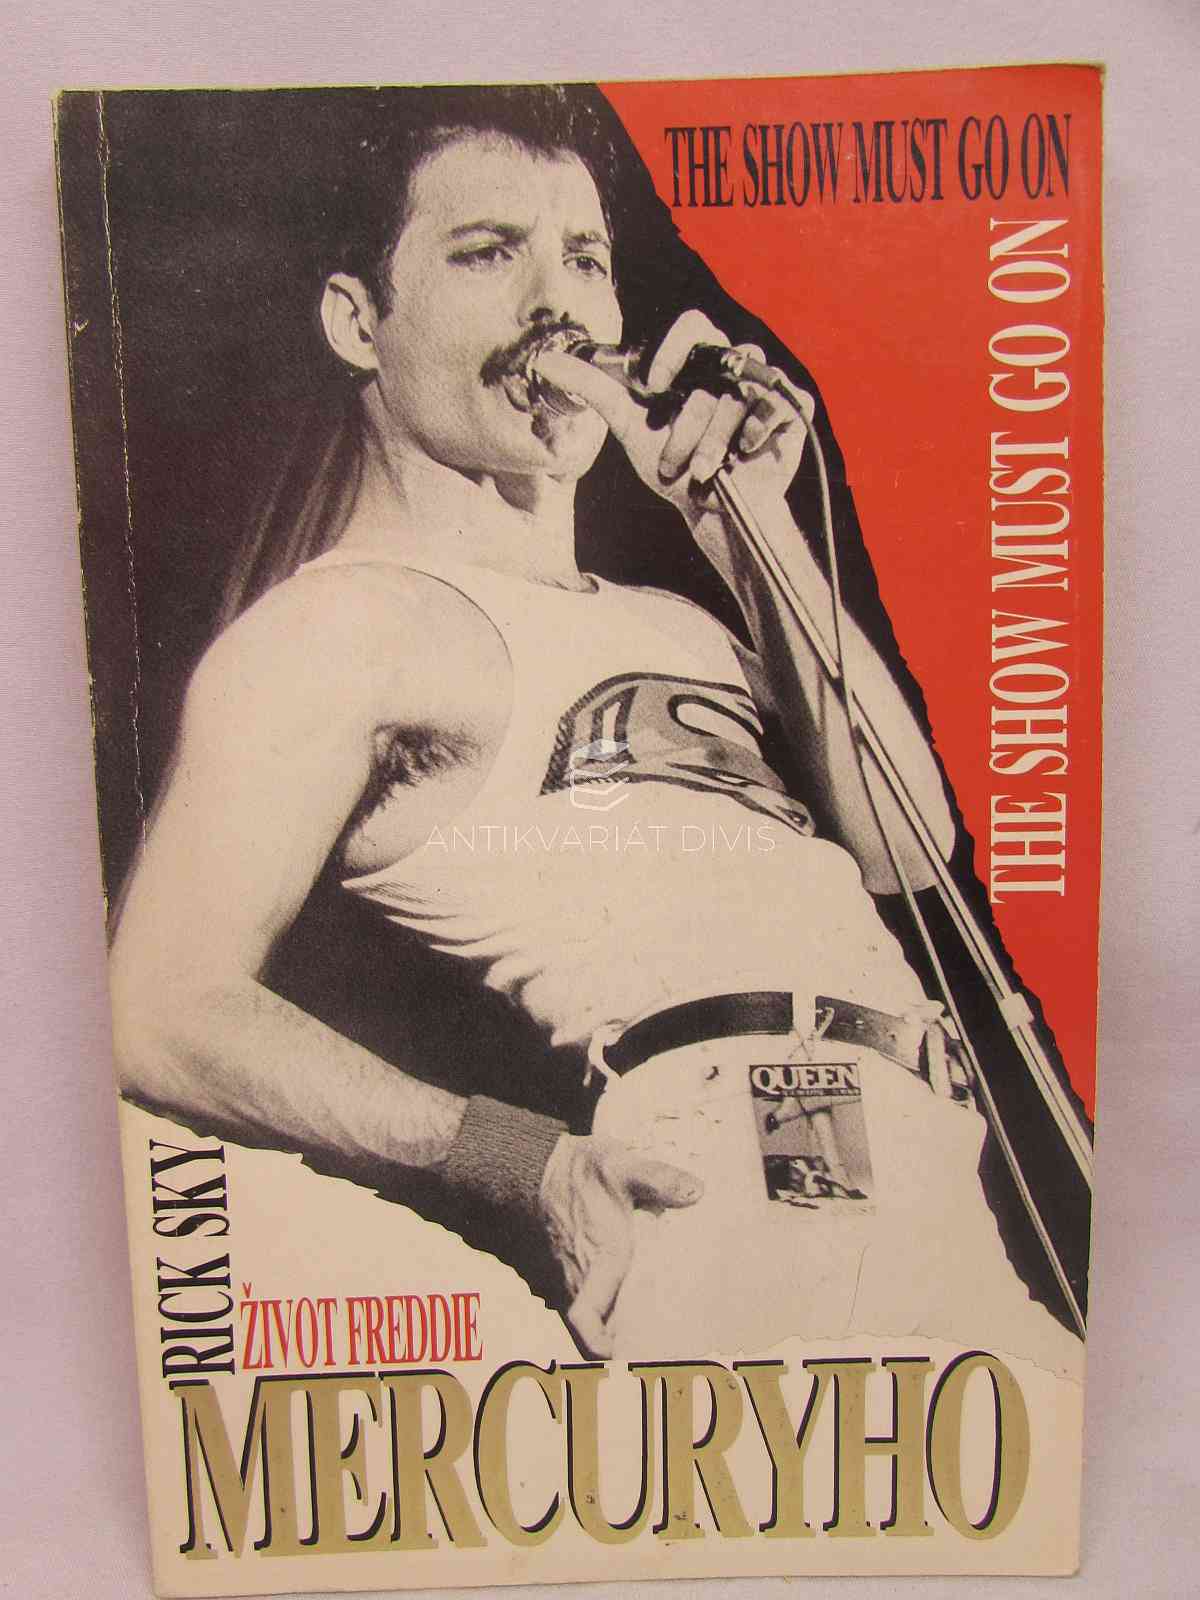 THE SHOW MUST GO ON
THE SHOW MUST GO ON
ANTIKVARIÁT DIVIŠ
QUEEN
RICK SKY
ŽIVOT FREDDIE
MERCURYHO